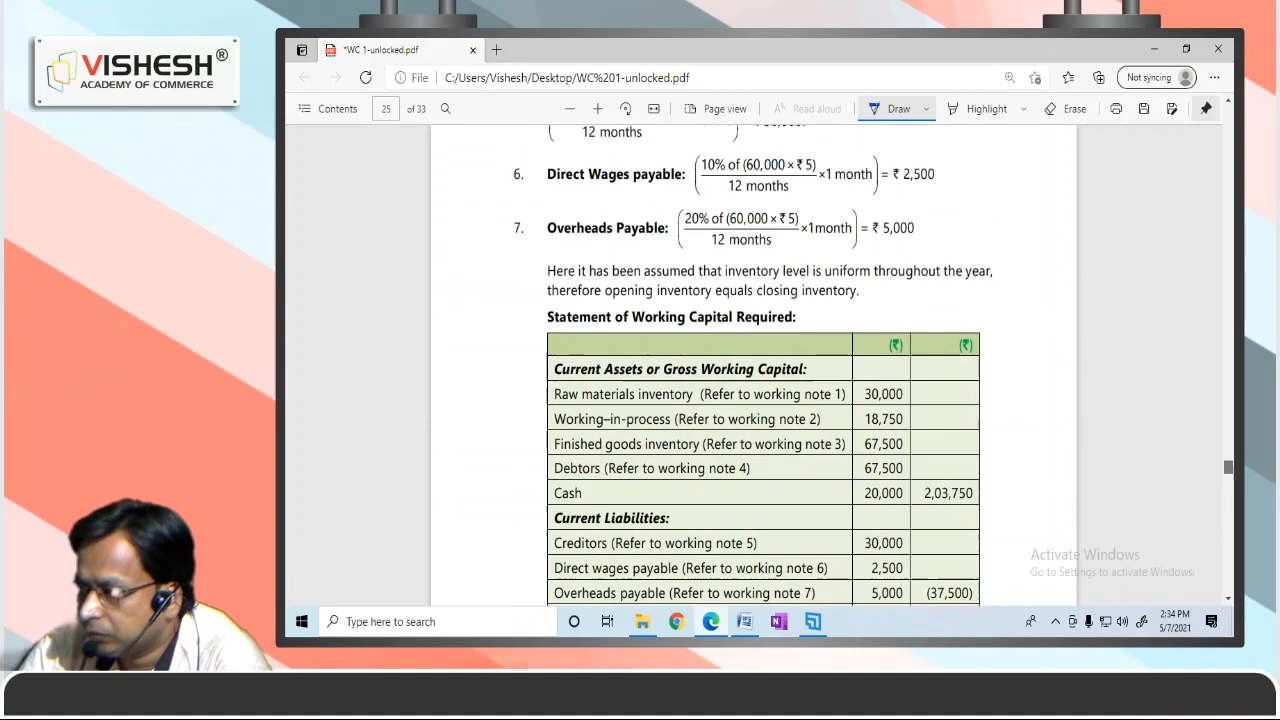 VISHESH®
ACADEMY OF COMMERCE
*WC 1-unlocked.pdf
File C:/Users/Vishesh/Desktop/WC%201-unlocked.pdf
Not syncing
Contents 25 of 33
Page view
Read aloud
Draw
Highlight
Erase
12 months
6. Direct Wages payable: (10% of (60,000 × ₹ 5) / 12 months ×1 month) = ₹ 2,500
7. Overheads Payable: (20% of (60,000 × ₹ 5) / 12 months ×1month) = ₹ 5,000
Here it has been assumed that inventory level is uniform throughout the year,
therefore opening inventory equals closing inventory.
Statement of Working Capital Required:
(₹) (₹)
Current Assets or Gross Working Capital:
Raw materials inventory (Refer to working note 1) 30,000
Working–in-process (Refer to working note 2) 18,750
Finished goods inventory (Refer to working note 3) 67,500
Debtors (Refer to working note 4) 67,500
Cash 20,000 2,03,750
Current Liabilities:
Creditors (Refer to working note 5) 30,000
Direct wages payable (Refer to working note 6) 2,500
Overheads payable (Refer to working note 7) 5,000 (37,500)
Activate Windows
Go to Settings to activate Windows.
Type here to search
2:34 PM
5/7/2021